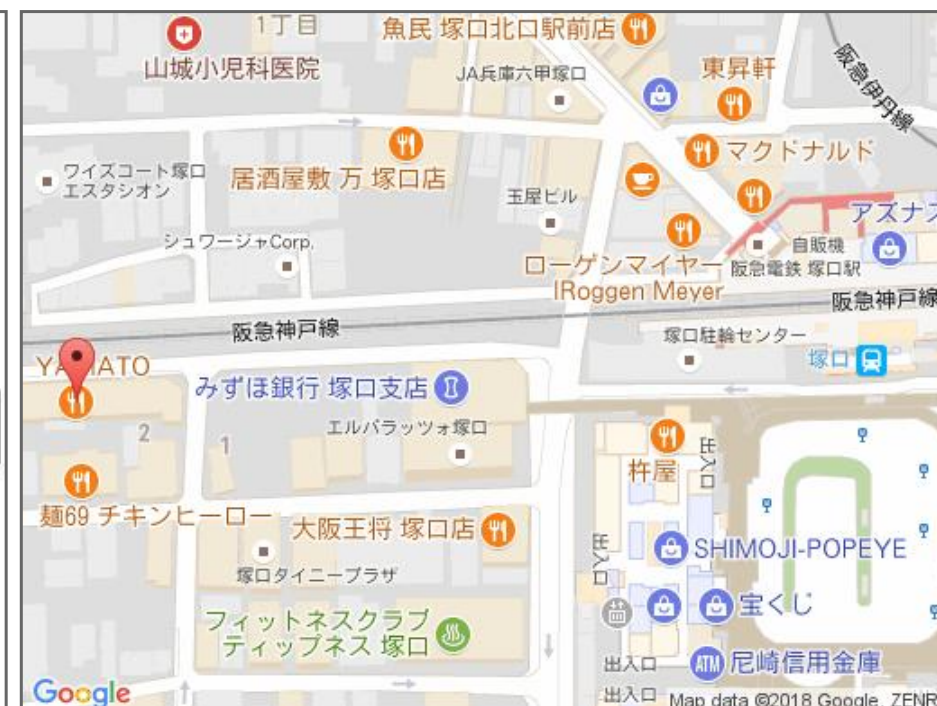 1丁目
魚民 塚口北口駅前店
山城小児科医院
JA兵庫六甲塚口
東昇軒
阪急伊丹線
ワイズコート塚口
エスタシオン
居酒屋敷 万 塚口店
マクドナルド
玉屋ビル
アズナス
シュワージャCorp.
自販機
阪急電鉄 塚口駅
ローゲンマイヤー
lRoggen Meyer
阪急神戸線
阪急神戸線
塚口駐輪センター
塚口
みずほ銀行 塚口支店
エルパラッツォ塚口
2
1
杵屋
出入口
麺69 チキンヒーロー
大阪王将 塚口店
塚口タイニープラザ
出入口
SHIMOJI-POPEYE
宝くじ
フィットネスクラブ
ティップネス 塚口
出入口
ATM
尼崎信用金庫
Google
出入口
Map data ©2018 Google, ZENR